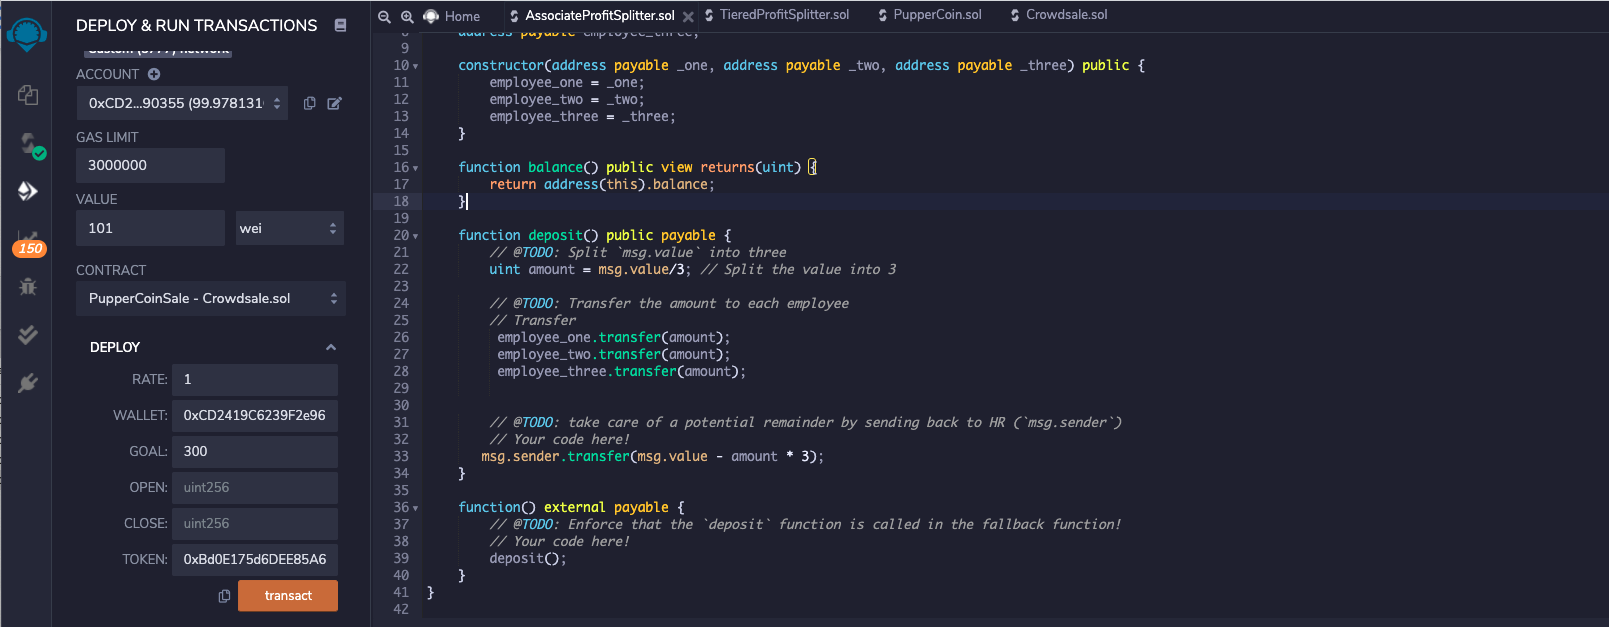 DEPLOY & RUN TRANSACTIONS
Custom (5777) network
ACCOUNT
0xCD2...90355 (99.978131
GAS LIMIT
3000000
VALUE
101
wei
150
CONTRACT
PupperCoinSale - Crowdsale.sol
DEPLOY
RATE: 1
WALLET: 0xCD2419C6239F2e96
GOAL: 300
OPEN: uint256
CLOSE: uint256
TOKEN: 0xBd0E175d6DEE85A6
transact
Home AssociateProfitSplitter.sol TieredProfitSplitter.sol PupperCoin.sol Crowdsale.sol
8 address payable employee_three;
9
10 constructor(address payable _one, address payable _two, address payable _three) public {
11 employee_one = _one;
12 employee_two = _two;
13 employee_three = _three;
14 }
15
16 function balance() public view returns(uint) {
17 return address(this).balance;
18 }
19
20 function deposit() public payable {
21 // @TODO: Split `msg.value` into three
22 uint amount = msg.value/3; // Split the value into 3
23
24 // @TODO: Transfer the amount to each employee
25 // Transfer
26 employee_one.transfer(amount);
27 employee_two.transfer(amount);
28 employee_three.transfer(amount);
29
30
31 // @TODO: take care of a potential remainder by sending back to HR (`msg.sender`)
32 // Your code here!
33 msg.sender.transfer(msg.value - amount * 3);
34 }
35
36 function() external payable {
37 // @TODO: Enforce that the `deposit` function is called in the fallback function!
38 // Your code here!
39 deposit();
40 }
41 }
42